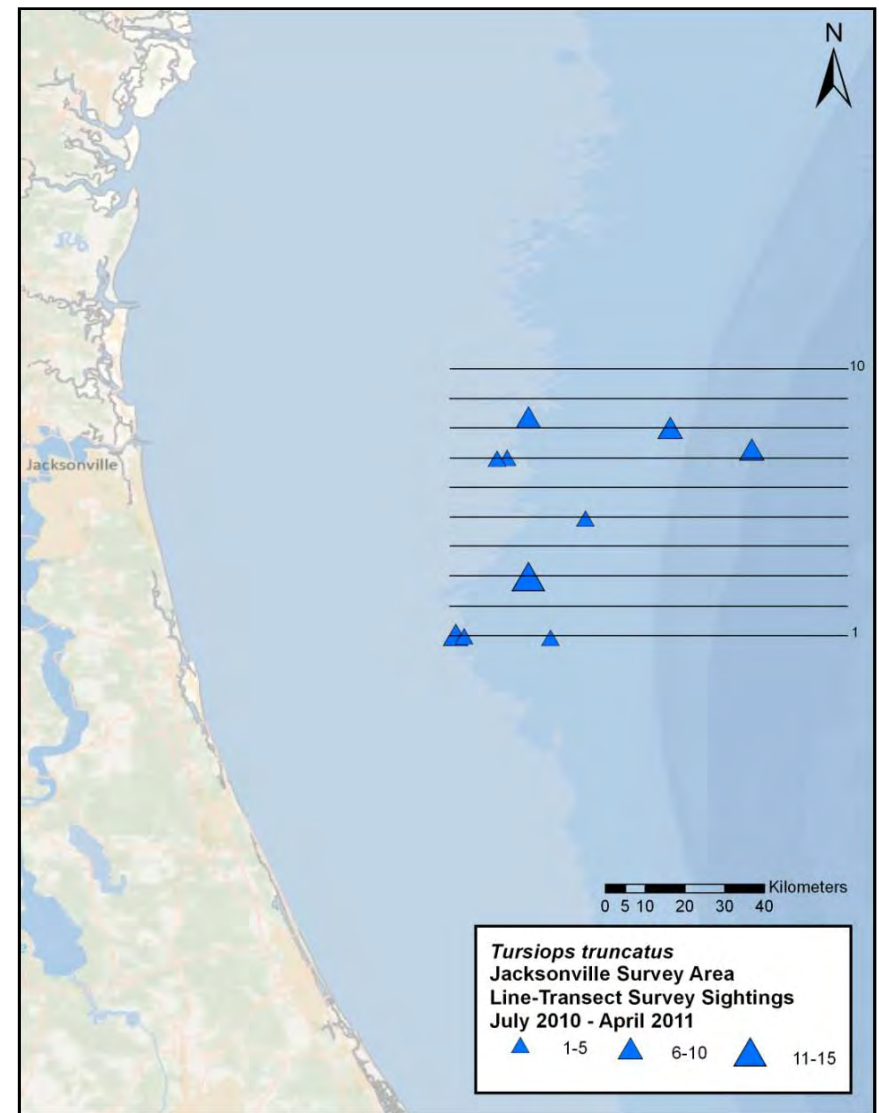 N
10
Jacksonville
1
Kilometers
0 5 10 20 30 40
Tursiops truncatus
Jacksonville Survey Area
Line-Transect Survey Sightings
July 2010 - April 2011
1-5 6-10 11-15